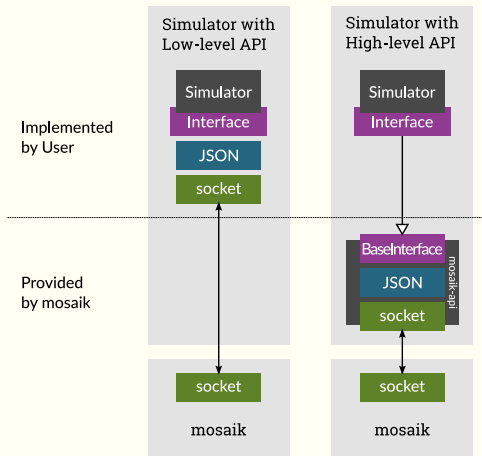 Simulator with
Low-level API
Simulator with
High-level API
Implemented
by User
Simulator
Interface
JSON
socket
Simulator
Interface
Provided
by mosaik
BaseInterface
JSON
socket
mosaik-api
socket
mosaik
socket
mosaik